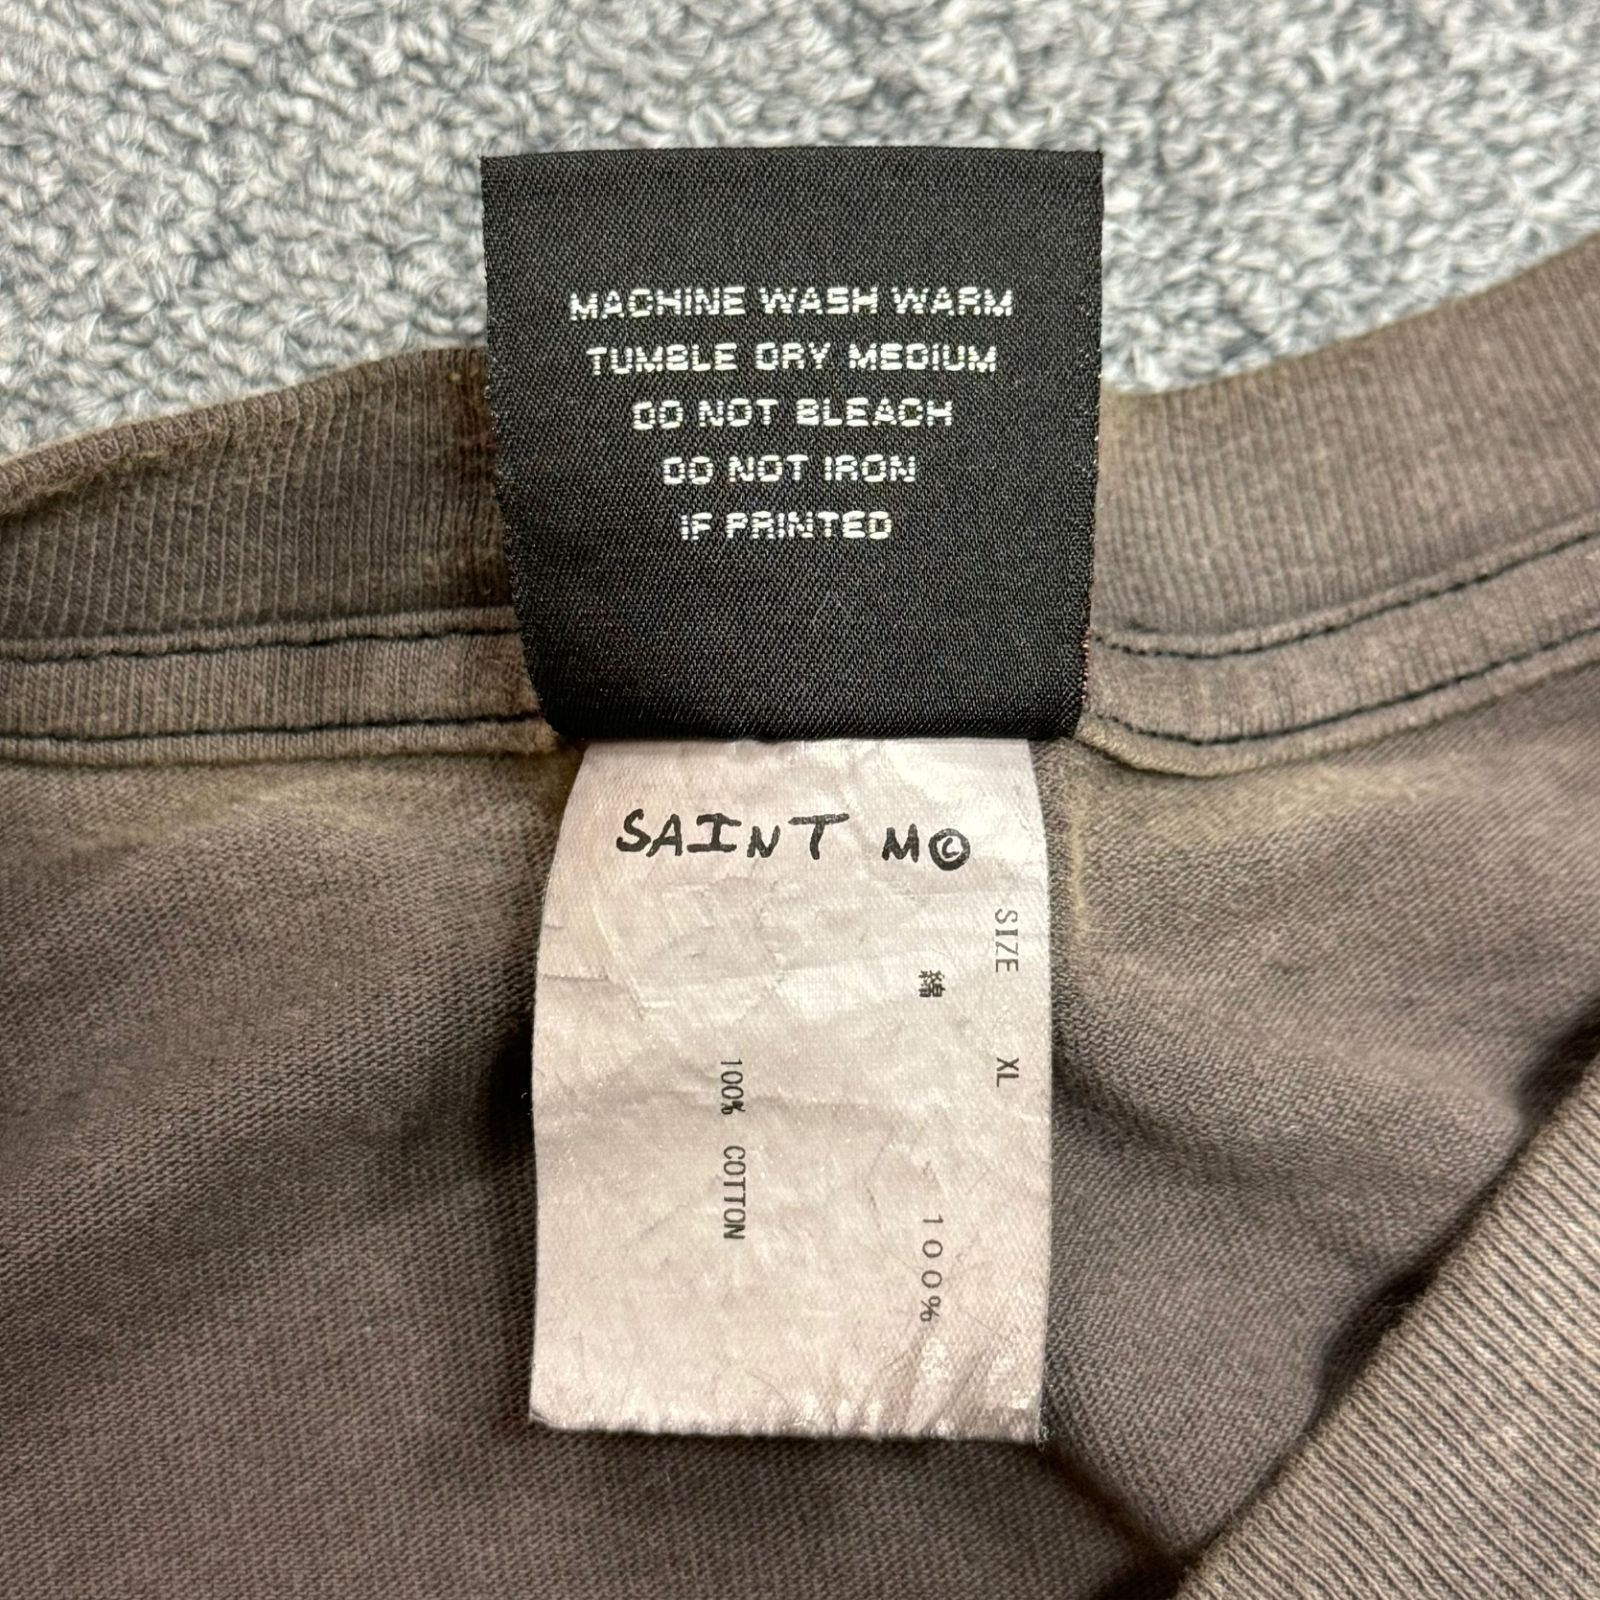 MACHINE WASH WARM
TUMBLE DRY MEDIUM
DO NOT BLEACH
DO NOT IRON
IF PRINTED
SAINT M©
SIZE XL
綿 100%
100% COTTON